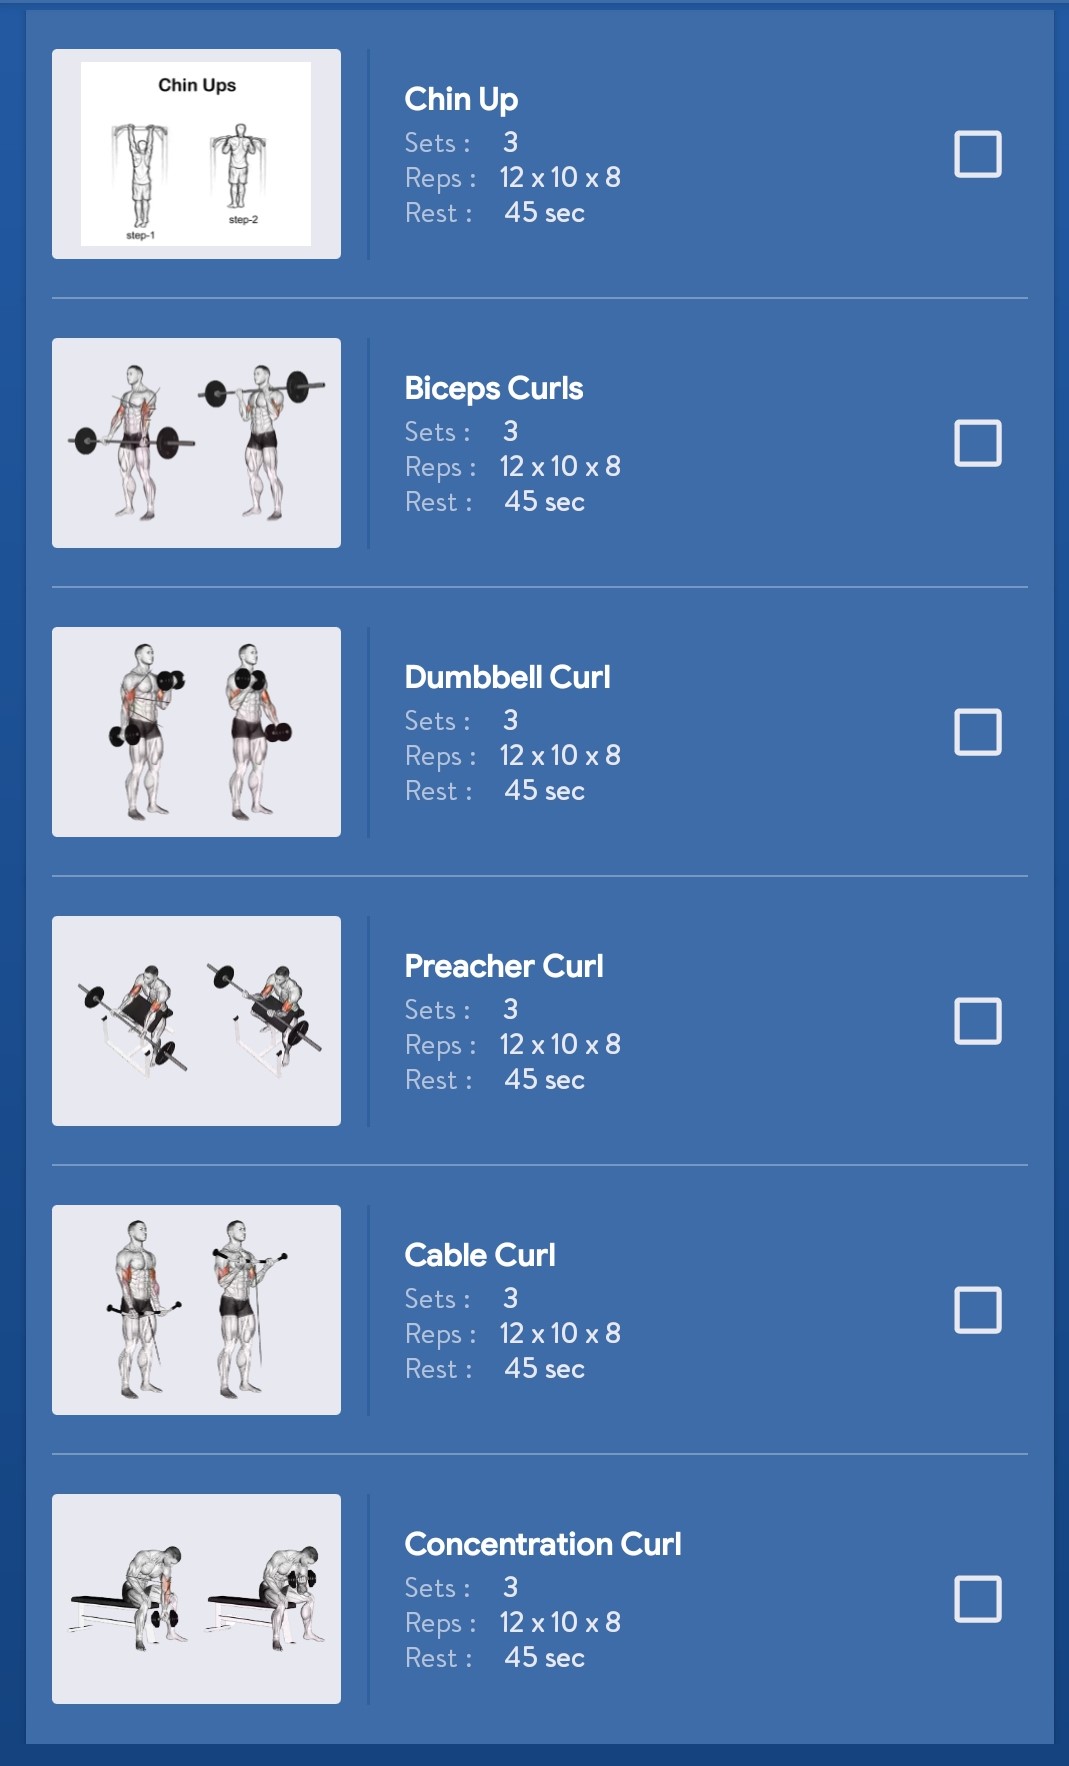 Chin Ups
step-1
step-2
Chin Up
Sets : 3
Reps : 12 x 10 x 8
Rest : 45 sec
Biceps Curls
Sets : 3
Reps : 12 x 10 x 8
Rest : 45 sec
Dumbbell Curl
Sets : 3
Reps : 12 x 10 x 8
Rest : 45 sec
Preacher Curl
Sets : 3
Reps : 12 x 10 x 8
Rest : 45 sec
Cable Curl
Sets : 3
Reps : 12 x 10 x 8
Rest : 45 sec
Concentration Curl
Sets : 3
Reps : 12 x 10 x 8
Rest : 45 sec